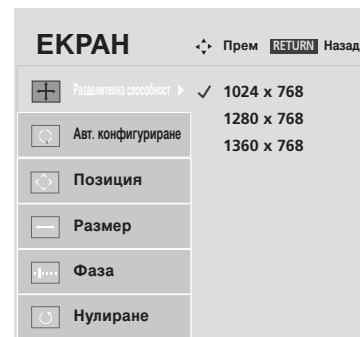 ЕКРАН
Прем RETURN Назад
Разделителна способност
1024 x 768
1280 x 768
1360 x 768
Авт. конфигуриране
Позиция
Размер
Фаза
Нулиране